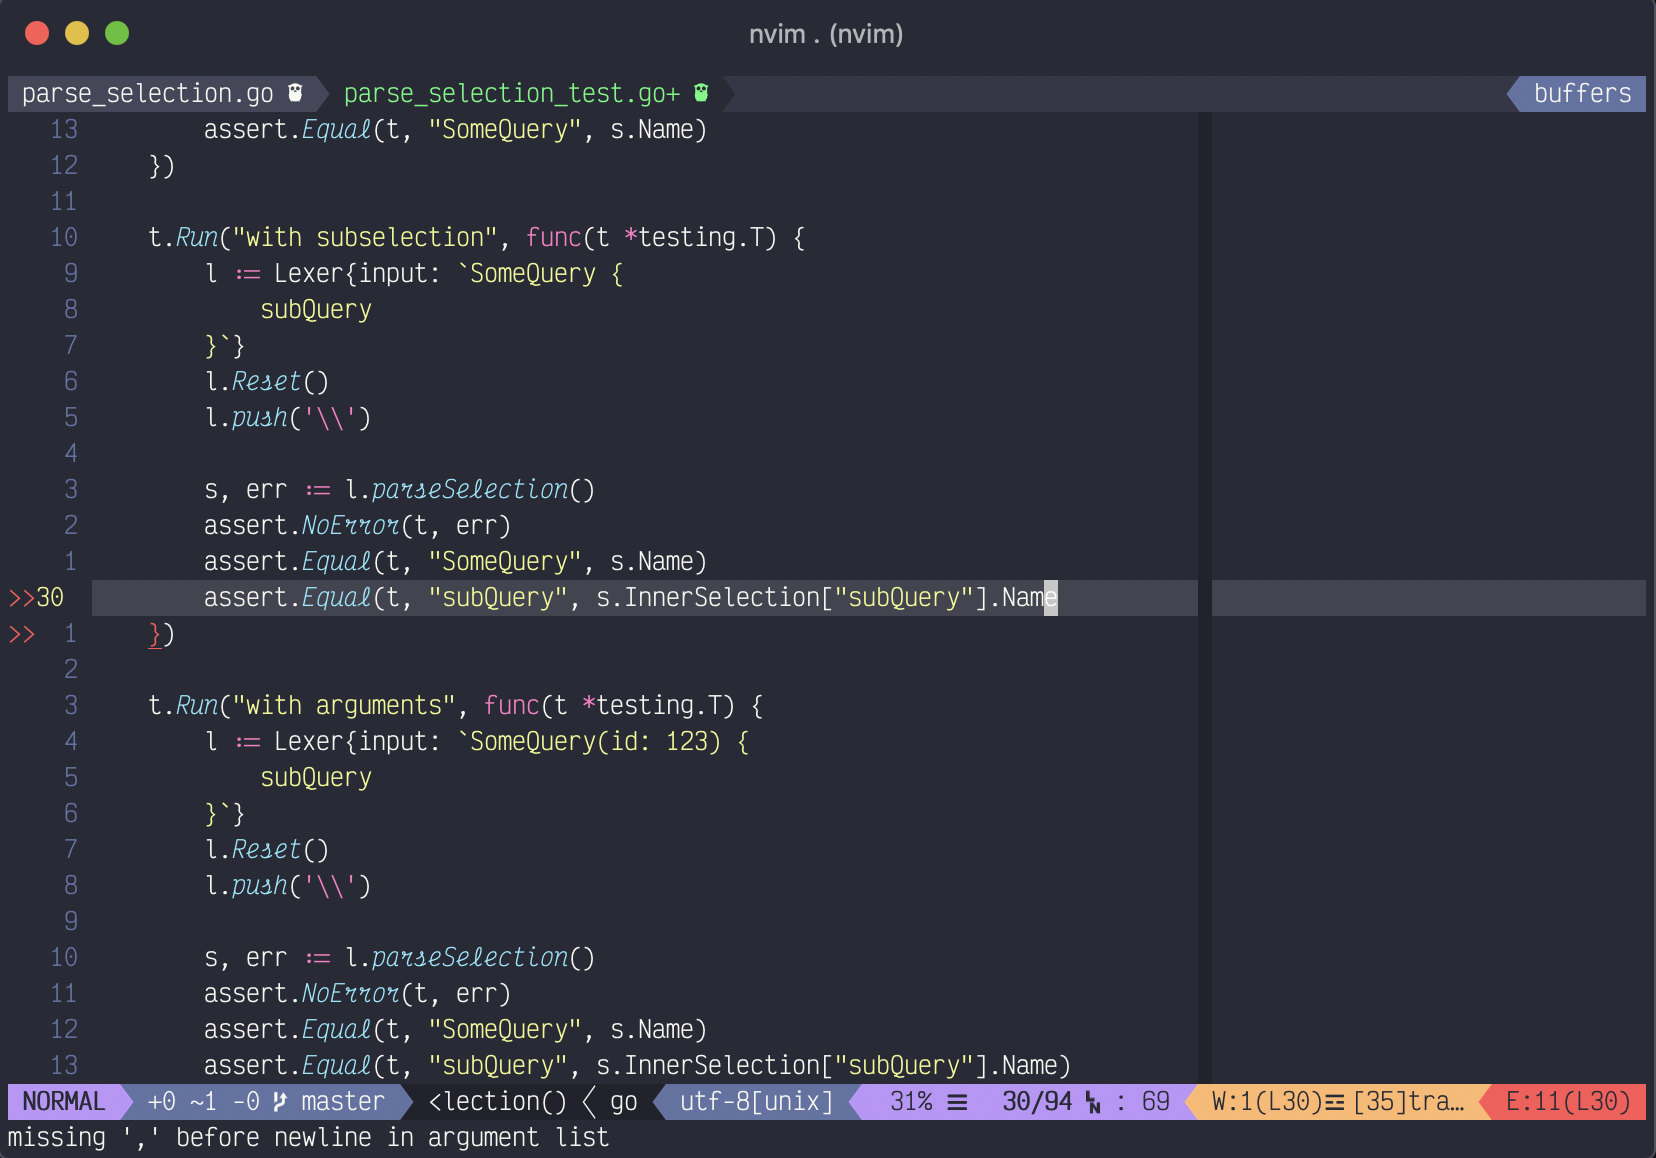 nvim . (nvim)
parse_selection.go parse_selection_test.go+ buffers
13 assert.Equal(t, "SomeQuery", s.Name)
12 })
11
10 t.Run("with subselection", func(t *testing.T) {
9 l := Lexer{input: `SomeQuery {
8 subQuery
7 }`}
6 l.Reset()
5 l.push('\\')
4
3 s, err := l.parseSelection()
2 assert.NoError(t, err)
1 assert.Equal(t, "SomeQuery", s.Name)
>>30 assert.Equal(t, "subQuery", s.InnerSelection["subQuery"].Name
>> 1 })
2
3 t.Run("with arguments", func(t *testing.T) {
4 l := Lexer{input: `SomeQuery(id: 123) {
5 subQuery
6 }`}
7 l.Reset()
8 l.push('\\')
9
10 s, err := l.parseSelection()
11 assert.NoError(t, err)
12 assert.Equal(t, "SomeQuery", s.Name)
13 assert.Equal(t, "subQuery", s.InnerSelection["subQuery"].Name)
NORMAL +0 ~1 -0 master <lection() go utf-8[unix] 31% ☰ 30/94 : 69 W:1(L30)☲[35]tra… E:11(L30)
missing ',' before newline in argument list